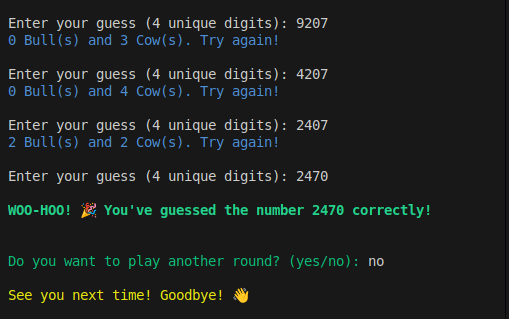 Enter your guess (4 unique digits): 9207
0 Bull(s) and 3 Cow(s). Try again!
Enter your guess (4 unique digits): 4207
0 Bull(s) and 4 Cow(s). Try again!
Enter your guess (4 unique digits): 2407
2 Bull(s) and 2 Cow(s). Try again!
Enter your guess (4 unique digits): 2470
WOO-HOO! 🎉 You've guessed the number 2470 correctly!
Do you want to play another round? (yes/no): no
See you next time! Goodbye! 👋